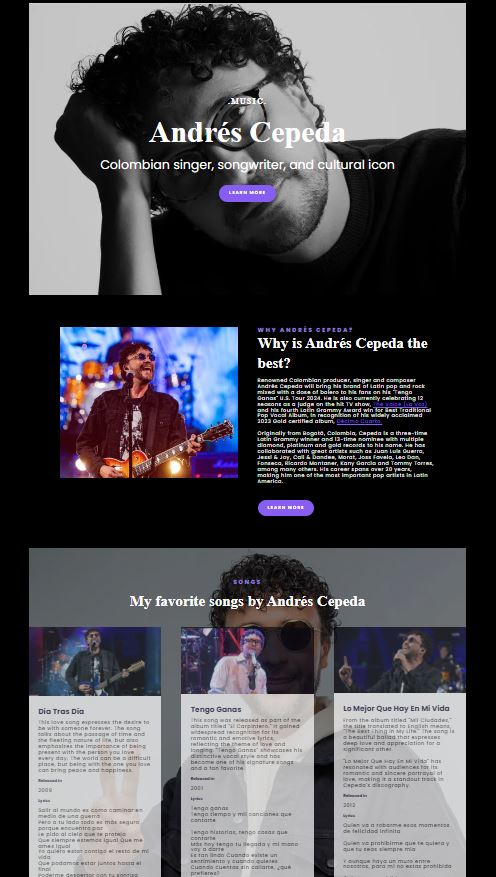 .MUSIC.
Andrés Cepeda
Colombian singer, songwriter, and cultural icon
LEARN MORE
WHY ANDRÉS CEPEDA?
Why is Andrés Cepeda the
best?
Renowned Colombian producer, singer and composer
Andrés Cepeda will bring his brand of Latin pop and rock
mixed with a dose of bolero to his fans on his "Tengo
Ganas" U.S. Tour 2024. He is also currently celebrating 12
seasons as a judge on the hit TV show, The Voice (La Voz)
and his fourth Latin Grammy Award win for Best Traditional
Pop Vocal Album, in recognition of his widely acclaimed
2023 Gold certified album, Décimo Cuarto.
Originally from Bogotá, Colombia, Cepeda is a three-time
Latin Grammy winner and 13-time nominee with multiple
diamond, platinum and gold records to his name. He has
collaborated with great artists such as Juan Luis Guerra,
Jessi & Joy, Cali & Dandee, Morat, Joss Favela, Leo Dan,
Fonseca, Ricardo Montaner, Kany García and Tommy Torres,
among many others. His career spans over 20 years,
making him one of the most important pop artists in Latin
America.
LEARN MORE
SONGS
My favorite songs by Andrés Cepeda
Día Tras Día
This love song expresses the desire to
be with someone forever. The song
talks about the passage of time and
the fleeting nature of life, but also
emphasizes the importance of being
present with the person you love
every day. The world can be a difficult
place, but being with the one you love
can bring peace and happiness.
Released in
2009
Lyrics
Salir al mundo es como caminar en
medio de una guerra
Pero a tu lado todo es más seguro
porque encuentro paz
Le pido al cielo que te proteja
Que siempre estemos igual Que me
ames igual
Yo quiero estar contigo el resto de mi
vida
Que podamos estar juntos hasta el
final
Poderme despertar con tu sonrisa
Tengo Ganas
This song was released as part of the
album "El Carpintero." It gained
widespread recognition for its
romantic and emotive lyrics,
reflecting the theme of love and
longing. "Tengo Ganas" showcases his
distinctive vocal style and has
become one of his signature songs
and a fan favorite.
Released in
2001
Lyrics
Tengo ganas
Tengo tiempo y mil canciones que
contarte
Tengo historias, tengo cosas que
contarte
Más hoy tengo tu llegada y mi mano
voy a darte
Es tan lindo Cuando existe un
sentimiento y cuando quieres
Cuando cuentas sin callarte, ¿qué
prefieres?
Lo Mejor Que Hay En Mi Vida
From the album titled "Mil Ciudades,"
the title translated to English means,
"The Best Thing in My Life." The song is
a beautiful ballad that expresses
deep love and appreciation for a
significant other.
"Lo Mejor Que Hay En Mi Vida" has
resonated with audiences for its
romantic and sincere portrayal of
love, making it a standout track in
Cepeda's discography.
Released in
2012
Lyrics
Quien va a robarme esos momentos
de felicidad infinita
Quien va prohibirme que te quiera y
que tu seas siempre mía
Y aunque haya un muro entre
nosotros, para mí no estas prohibida